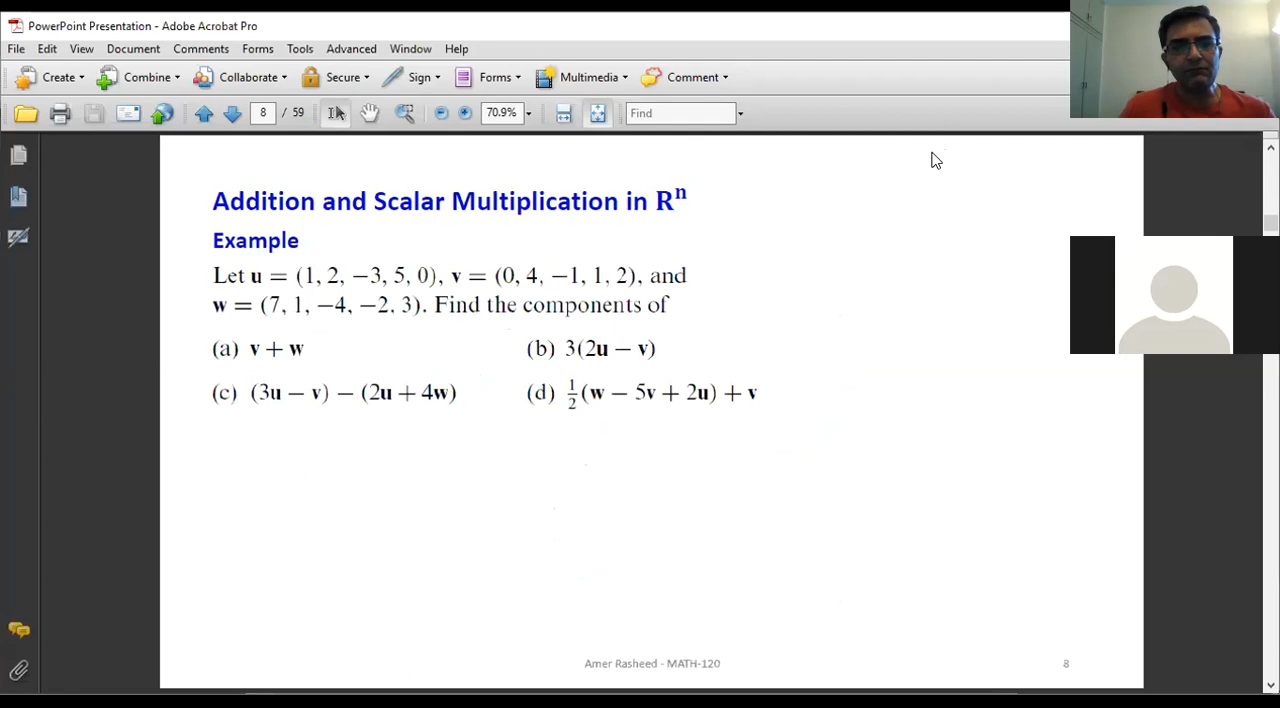 PowerPoint Presentation - Adobe Acrobat Pro
File Edit View Document Comments Forms Tools Advanced Window Help
Create Combine Collaborate Secure Sign Forms Multimedia Comment
8 / 59 70.9% Find
Addition and Scalar Multiplication in Rⁿ
Example
Let u = (1, 2, −3, 5, 0), v = (0, 4, −1, 1, 2), and
w = (7, 1, −4, −2, 3). Find the components of
(a) v + w (b) 3(2u − v)
(c) (3u − v) − (2u + 4w) (d) ½(w − 5v + 2u) + v
Amer Rasheed - MATH-120 8